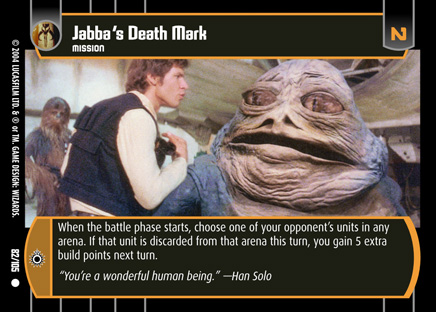 Jabba's Death Mark
MISSION
N
© 2004 LUCASFILM LTD. & ® or TM. GAME DESIGN: WIZARDS.
When the battle phase starts, choose one of your opponent's units in any
arena. If that unit is discarded from that arena this turn, you gain 5 extra
build points next turn.
"You're a wonderful human being." —Han Solo
82/105